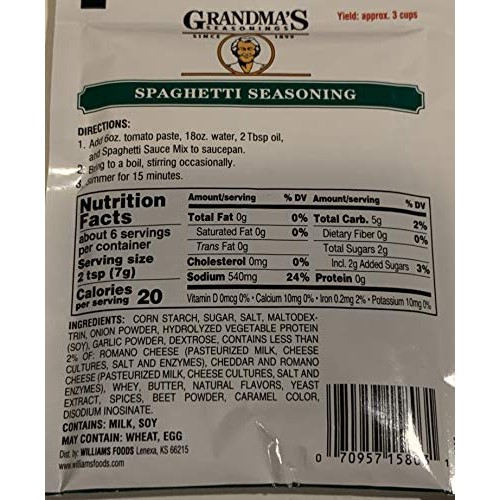 GRANDMA'S
SEASONINGS
SINCE 1899
Yield: approx. 3 cups
SPAGHETTI SEASONING
DIRECTIONS:
1. Add 6oz. tomato paste, 18oz. water, 2 Tbsp oil,
and Spaghetti Sauce Mix to saucepan.
2. Bring to a boil, stirring occasionally.
3. Simmer for 15 minutes.
Nutrition
Facts
about 6 servings
per container
Serving size
2 tsp (7g)
Calories
per serving 20
Amount/serving % DV
Total Fat 0g 0%
Saturated Fat 0g 0%
Trans Fat 0g
Cholesterol 0mg 0%
Sodium 540mg 24%
Amount/serving % DV
Total Carb. 5g 2%
Dietary Fiber 0g 0%
Total Sugars 2g
Incl. 2g Added Sugars 3%
Protein 0g
Vitamin D 0mcg 0% • Calcium 10mg 0% • Iron 0.2mg 2% • Potassium 10mg 0%
INGREDIENTS: CORN STARCH, SUGAR, SALT, MALTODEX-
TRIN, ONION POWDER, HYDROLYZED VEGETABLE PROTEIN
(SOY), GARLIC POWDER, DEXTROSE, CONTAINS LESS THAN
2% OF: ROMANO CHEESE (PASTEURIZED MILK, CHEESE
CULTURES, SALT AND ENZYMES), CHEDDAR AND ROMANO
CHEESE (PASTEURIZED MILK, CHEESE CULTURES, SALT AND
ENZYMES), WHEY, BUTTER, NATURAL FLAVORS, YEAST
EXTRACT, SPICES, BEET POWDER, CARAMEL COLOR,
DISODIUM INOSINATE.
CONTAINS: MILK, SOY
MAY CONTAIN: WHEAT, EGG
Dist. by: WILLIAMS FOODS Lenexa, KS 66215
www.williamsfoods.com
0 70957 1580